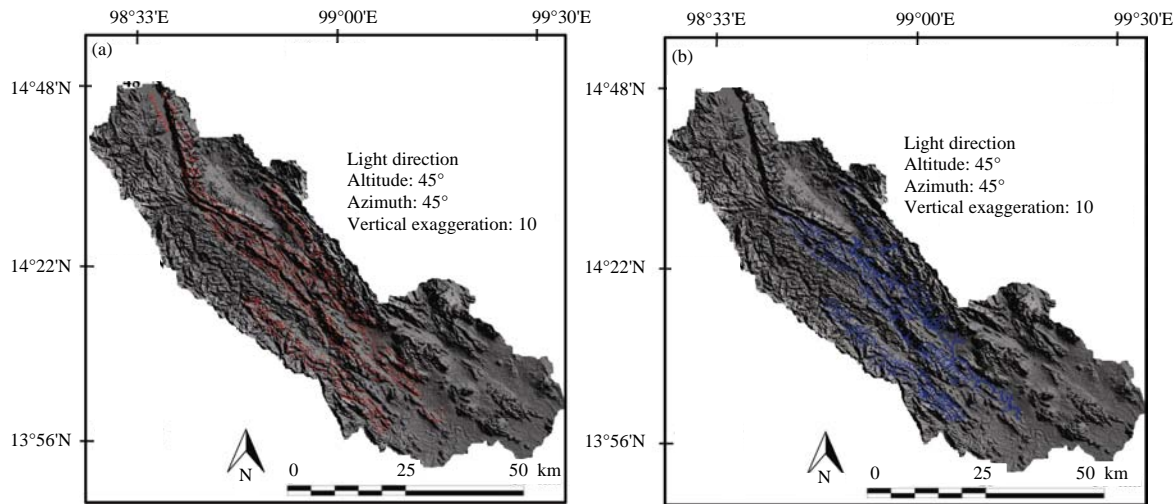 98°33'E 99°00'E 99°30'E
(a)
14°48'N
14°22'N
13°56'N
Light direction
Altitude: 45°
Azimuth: 45°
Vertical exaggeration: 10
N
0 25 50 km
98°33'E 99°00'E 99°30'E
(b)
14°48'N
14°22'N
13°56'N
Light direction
Altitude: 45°
Azimuth: 45°
Vertical exaggeration: 10
N
0 25 50 km